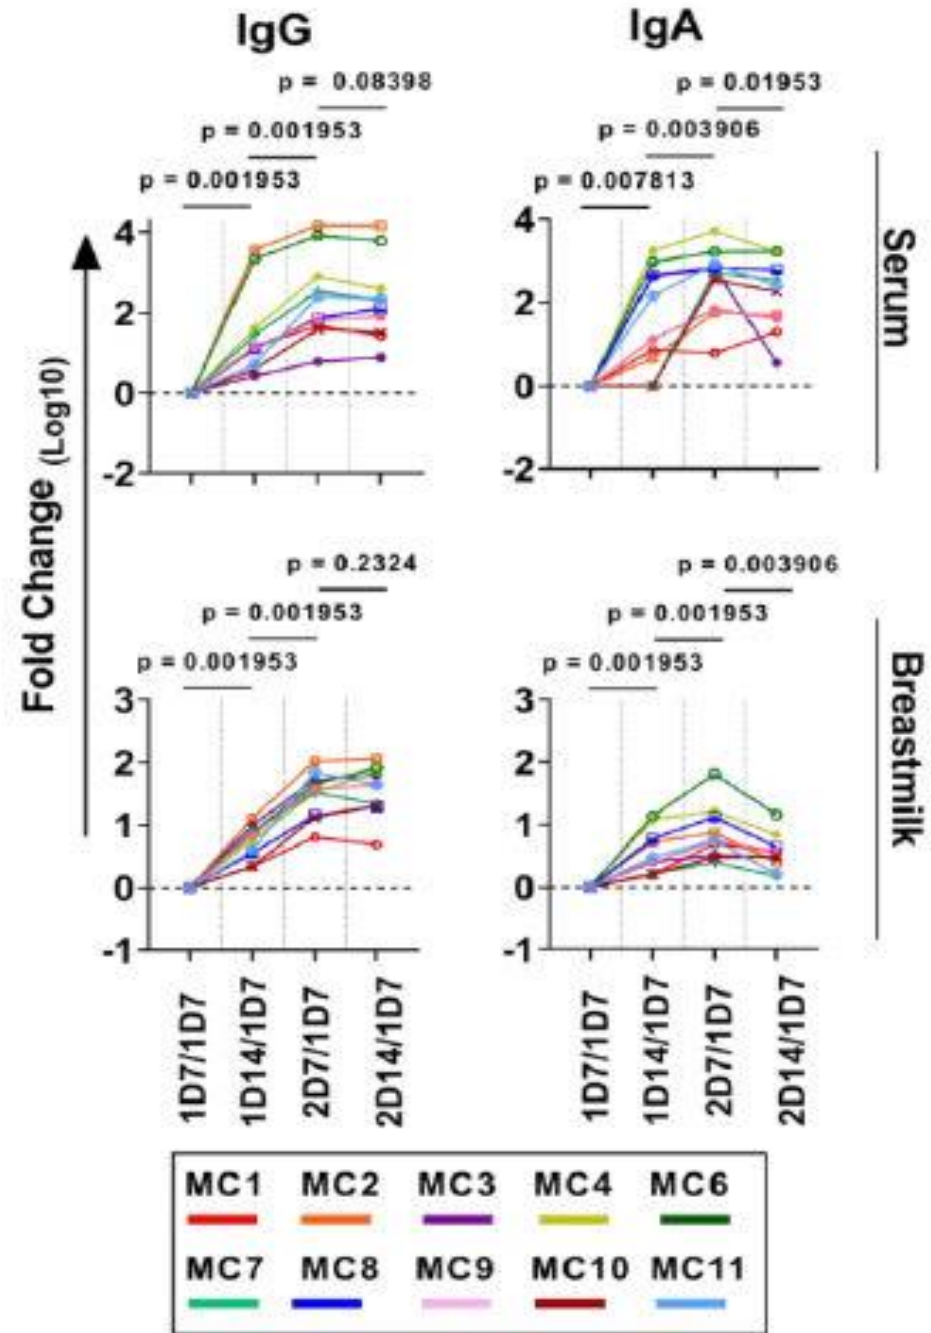 IgG IgA
p = 0.08398 p = 0.01953
p = 0.001953 p = 0.003906
p = 0.001953 p = 0.007813
4 4
2 2
0 0
-2 -2
Serum
Fold Change (Log10)
p = 0.2324 p = 0.003906
p = 0.001953 p = 0.001953
p = 0.001953 p = 0.001953
3 3
2 2
1 1
0 0
-1 -1
Breastmilk
1D7/1D7 1D14/1D7 2D7/1D7 2D14/1D7 1D7/1D7 1D14/1D7 2D7/1D7 2D14/1D7
MC1 MC2 MC3 MC4 MC6
MC7 MC8 MC9 MC10 MC11